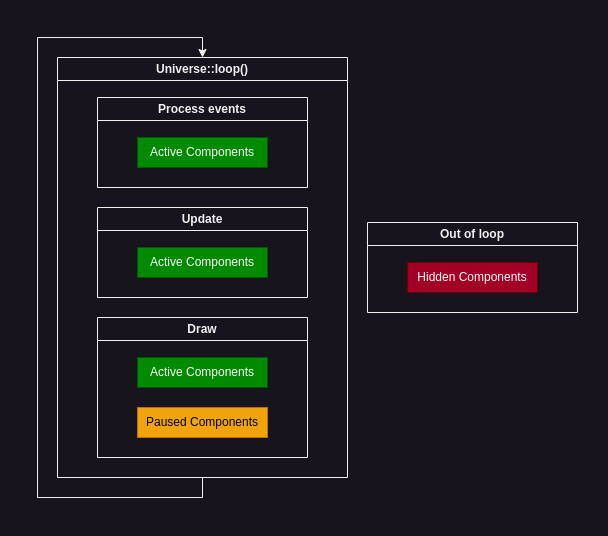 Universe::loop()
Process events
Active Components
Update
Active Components
Draw
Active Components
Paused Components
Out of loop
Hidden Components